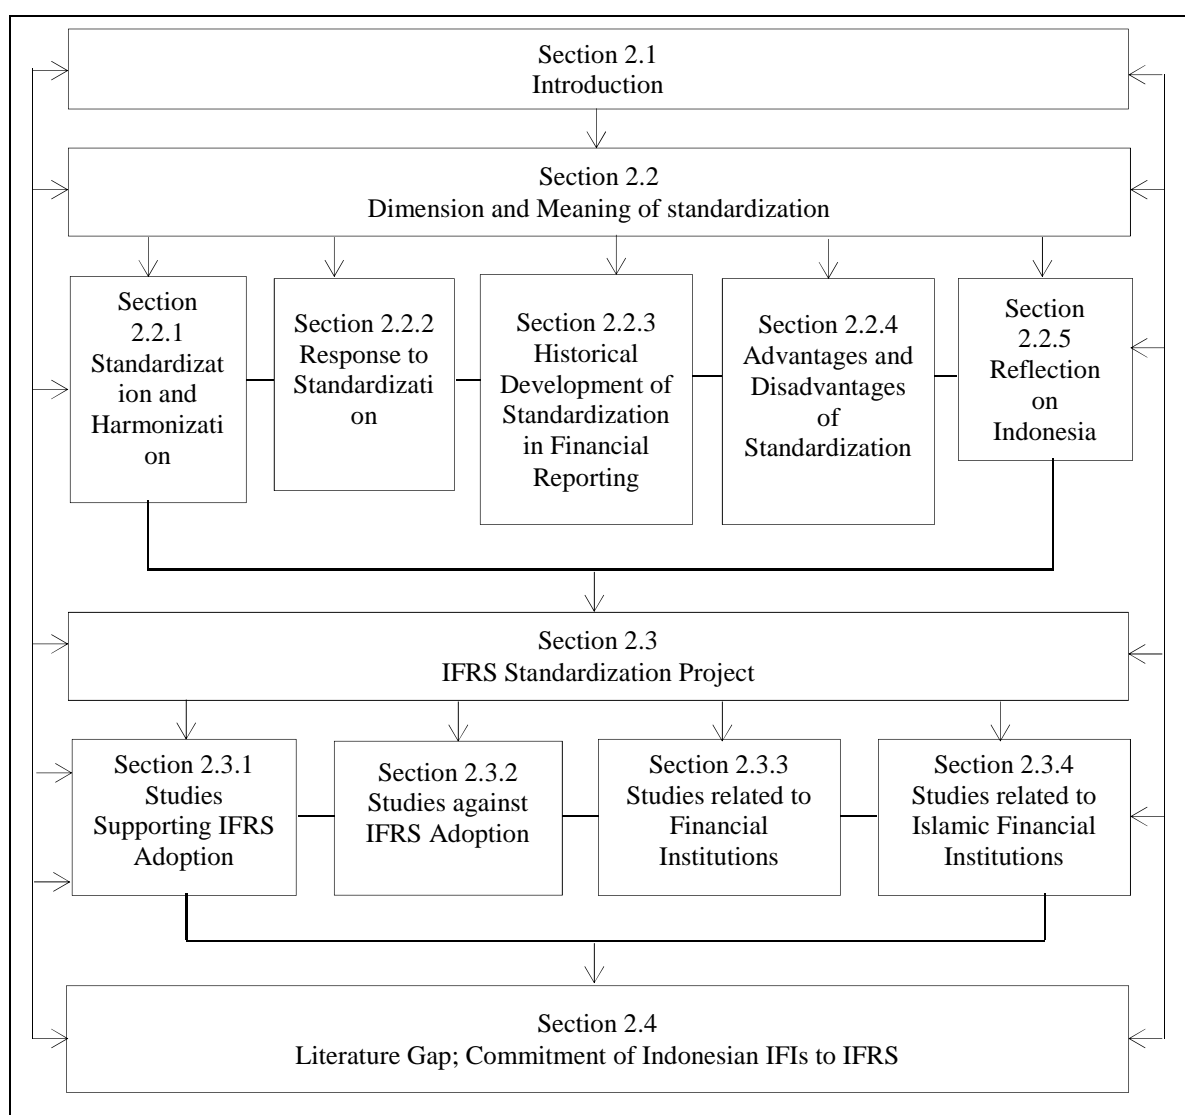 Section 2.1
Introduction
Section 2.2
Dimension and Meaning of standardization
Section
2.2.1
Standardizat
ion and
Harmonizati
on
Section 2.2.2
Response to
Standardizati
on
Section 2.2.3
Historical
Development of
Standardization
in Financial
Reporting
Section 2.2.4
Advantages and
Disadvantages
of
Standardization
Section
2.2.5
Reflection
on
Indonesia
Section 2.3
IFRS Standardization Project
Section 2.3.1
Studies
Supporting IFRS
Adoption
Section 2.3.2
Studies against
IFRS Adoption
Section 2.3.3
Studies related to
Financial
Institutions
Section 2.3.4
Studies related to
Islamic Financial
Institutions
Section 2.4
Literature Gap; Commitment of Indonesian IFIs to IFRS